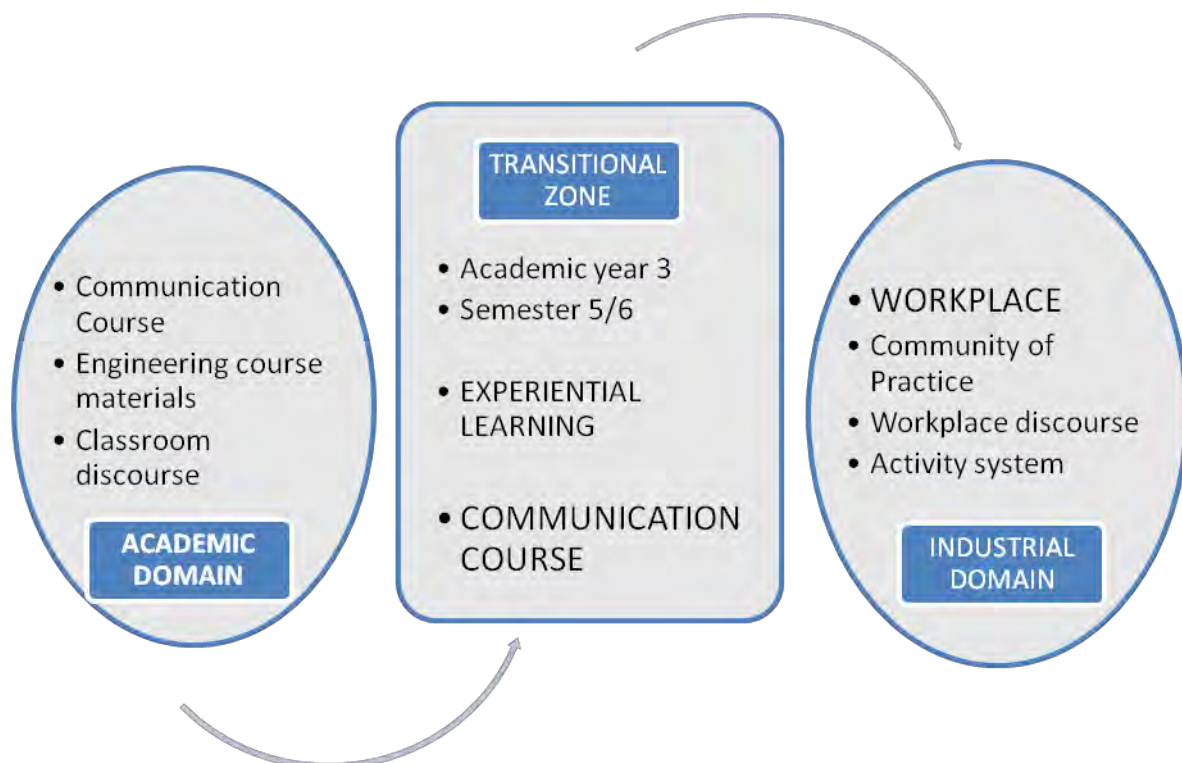 • Communication
Course
• Engineering course
materials
• Classroom
discourse
ACADEMIC
DOMAIN
TRANSITIONAL
ZONE
• Academic year 3
• Semester 5/6
• EXPERIENTIAL
LEARNING
• COMMUNICATION
COURSE
• WORKPLACE
• Community of
Practice
• Workplace discourse
• Activity system
INDUSTRIAL
DOMAIN